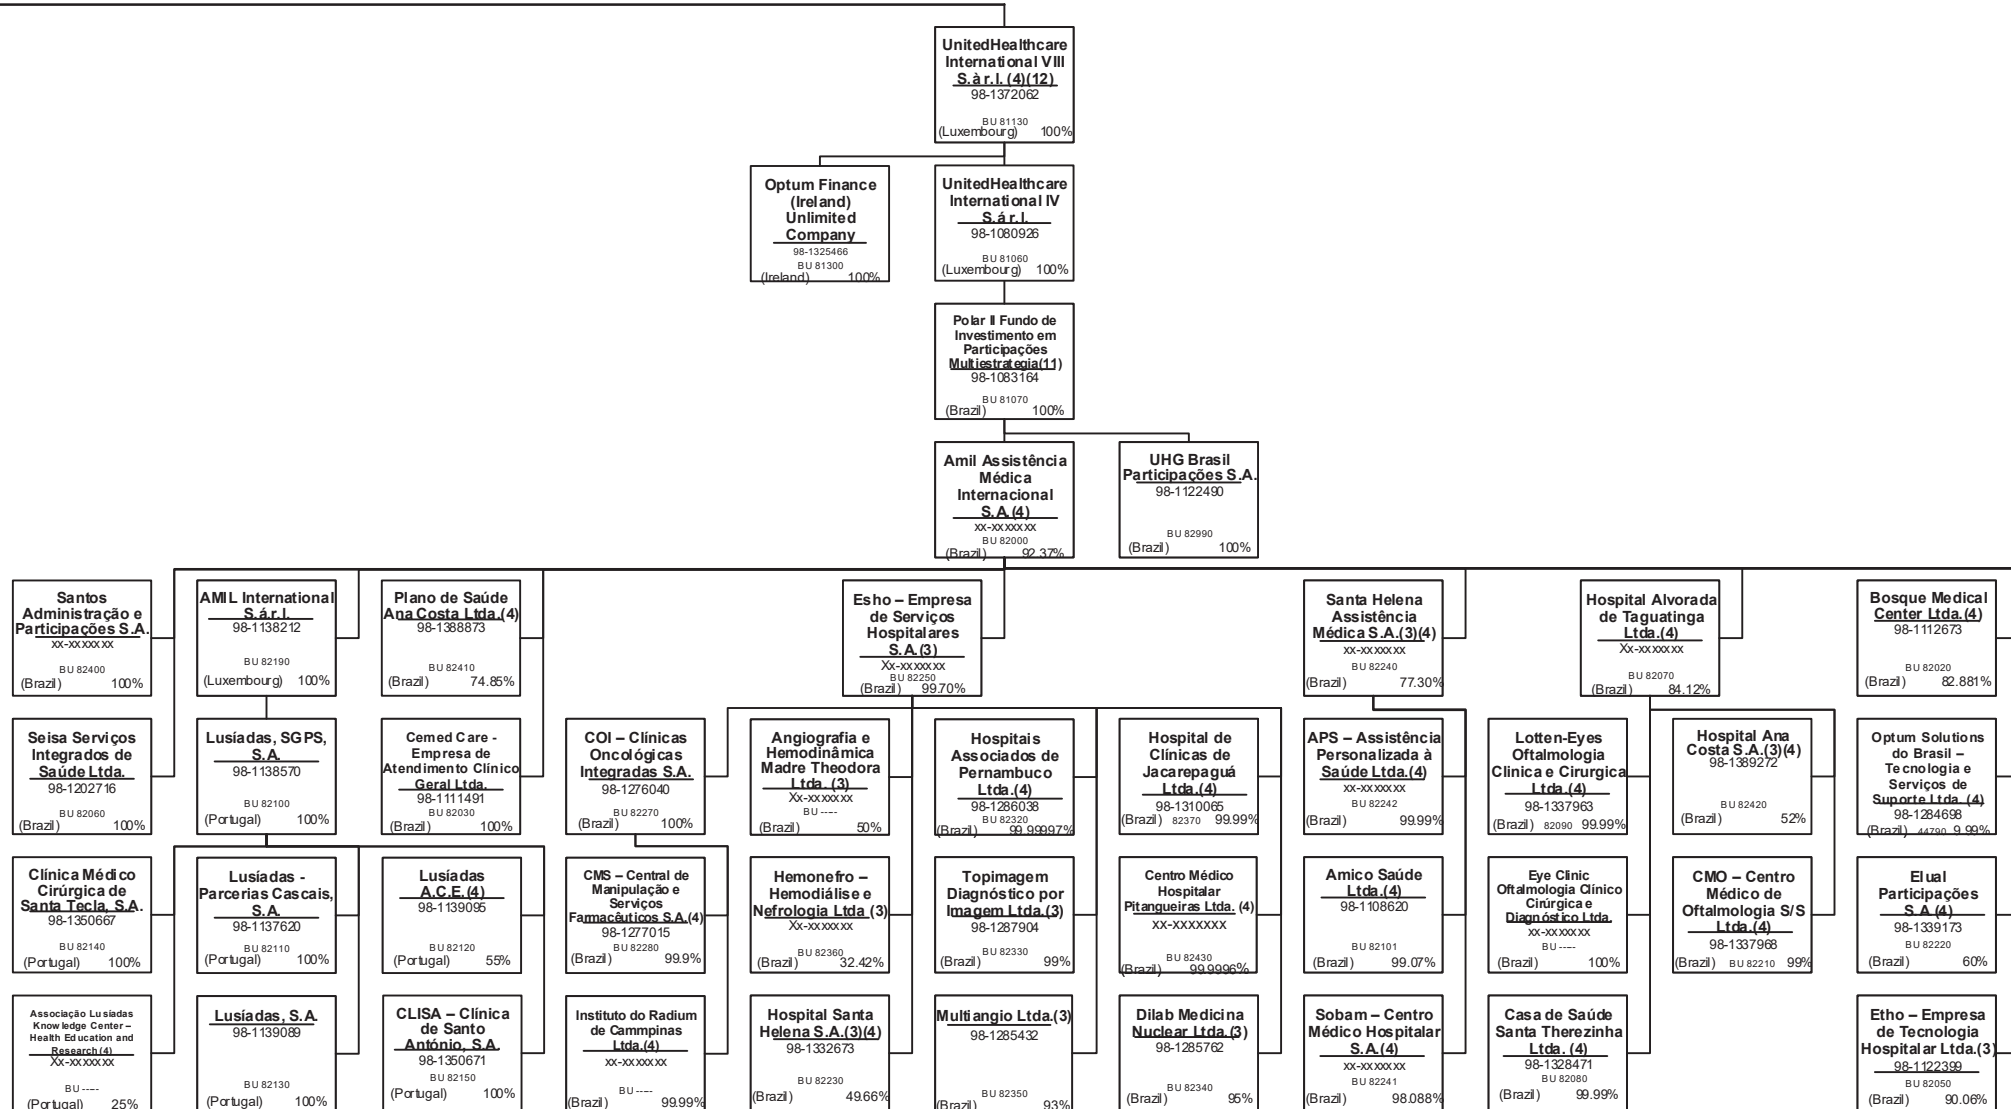 UnitedHealthcare
International VIII
S.à r.l. (4)(12)
98-1372062
BU 81130
(Luxembourg) 100%
Optum Finance
(Ireland)
Unlimited
Company
98-1325466
BU 81300
(Ireland) 100%
UnitedHealthcare
International IV
S.á r.l.
98-1080926
BU 81060
(Luxembourg) 100%
Polar II Fundo de
Investimento em
Participações
Multiestrategia(11)
98-1083164
BU 81070
(Brazil) 100%
Amil Assistência
Médica
Internacional
S.A.(4)
xx-xxxxxxx
BU 82000
(Brazil) 92.37%
UHG Brasil
Participações S.A.
98-1122490
BU 82990
(Brazil) 100%
Santos
Administração e
Participações S.A.
xx-xxxxxxx
BU 82400
(Brazil) 100%
AMIL International
S.á.r.l.
98-1138212
BU 82190
(Luxembourg) 100%
Plano de Saúde
Ana Costa Ltda.(4)
98-1388873
BU 82410
(Brazil) 74.85%
Esho – Empresa
de Serviços
Hospitalares
S.A.(3)
Xx-xxxxxxx
BU 82250
(Brazil) 99.70%
Santa Helena
Assistência
Médica S.A.(3)(4)
xx-xxxxxxx
BU 82240
(Brazil) 77.30%
Hospital Alvorada
de Taguatinga
Ltda.(4)
Xx-xxxxxxx
BU 82070
(Brazil) 84.12%
Bosque Medical
Center Ltda.(4)
98-1112673
BU 82020
(Brazil) 82.881%
Seisa Serviços
Integrados de
Saúde Ltda.
98-1202716
BU 82060
(Brazil) 100%
Lusíadas, SGPS,
S.A.
98-1138570
BU 82100
(Portugal) 100%
Cemed Care -
Empresa de
Atendimento Clínico
Geral Ltda.
98-1111491
BU 82030
(Brazil) 100%
COI – Clínicas
Oncológicas
Integradas S.A.
98-1276040
BU 82270
(Brazil) 100%
Angiografia e
Hemodinâmica
Madre Theodora
Ltda. (3)
Xx-xxxxxxx
BU -----
(Brazil) 50%
Hospitais
Associados de
Pernambuco
Ltda.(4)
98-1286038
BU 82320
(Brazil) 99.99997%
Hospital de
Clínicas de
Jacarepaguá
Ltda.(4)
98-1310065
(Brazil) 82370 99.99%
APS – Assistência
Personalizada à
Saúde Ltda.(4)
xx-xxxxxxx
BU 82242
(Brazil) 99.99%
Lotten-Eyes
Oftalmologia
Clinica e Cirurgica
Ltda.(4)
98-1337963
(Brazil) 82090 99.99%
Hospital Ana
Costa S.A.(3)(4)
98-1389272
BU 82420
(Brazil) 52%
Optum Solutions
do Brasil –
Tecnologia e
Serviços de
Suporte Ltda. (4)
98-1284698
(Brazil) 44790 9.99%
Clínica Médico
Cirúrgica de
Santa Tecla, S.A.
98-1350667
BU 82140
(Portugal) 100%
Lusíadas -
Parcerias Cascais,
S.A.
98-1137620
BU 82110
(Portugal) 100%
Lusíadas
A.C.E.(4)
98-1139095
BU 82120
(Portugal) 55%
CMS – Central de
Manipulação e
Serviços
Farmacêuticos S.A.(4)
98-1277015
BU 82280
(Brazil) 99.9%
Hemonefro –
Hemodiálise e
Nefrologia Ltda (3)
Xx-xxxxxxx
BU 82360
(Brazil) 32.42%
Topimagem
Diagnóstico por
Imagem Ltda.(3)
98-1287904
BU 82330
(Brazil) 99%
Centro Médico
Hospitalar
Pitangueiras Ltda. (4)
xx-xxxxxxx
BU 82430
(Brazil) 99.9996%
Amico Saúde
Ltda.(4)
98-1108620
BU 82101
(Brazil) 99.07%
Eye Clinic
Oftalmologia Clínico
Cirúrgica e
Diagnóstico Ltda.
xx-xxxxxxx
BU -----
(Brazil) 100%
CMO – Centro
Médico de
Oftalmologia S/S
Ltda.(4)
98-1337968
(Brazil) BU 82210 99%
Elual
Participações
S.A.(4)
98-1339173
BU 82220
(Brazil) 60%
Associação Lusíadas
Knowledge Center –
Health Education and
Research(4)
Xx-xxxxxxx
BU -----
(Portugal) 25%
Lusíadas, S.A.
98-1139089
BU 82130
(Portugal) 100%
CLISA – Clínica
de Santo
António, S.A.
98-1350671
BU 82150
(Portugal) 100%
Instituto do Radium
de Cammpinas
Ltda.(4)
xx-xxxxxxx
BU -----
(Brazil) 99.99%
Hospital Santa
Helena S.A.(3)(4)
98-1332673
BU 82230
(Brazil) 49.66%
Multiangio Ltda.(3)
98-1285432
BU 82350
(Brazil) 93%
Dilab Medicina
Nuclear Ltda.(3)
98-1285762
BU 82340
(Brazil) 95%
Sobam – Centro
Médico Hospitalar
S.A.(4)
xx-xxxxxxx
BU 82241
(Brazil) 98.088%
Casa de Saúde
Santa Therezinha
Ltda. (4)
98-1328471
BU 82080
(Brazil) 99.99%
Etho – Empresa
de Tecnologia
Hospitalar Ltda.(3)
98-1122399
BU 82050
(Brazil) 90.06%